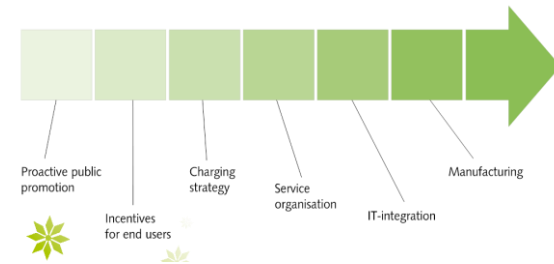 Proactive public
promotion
Incentives
for end users
Charging
strategy
Service
organisation
IT-integration
Manufacturing